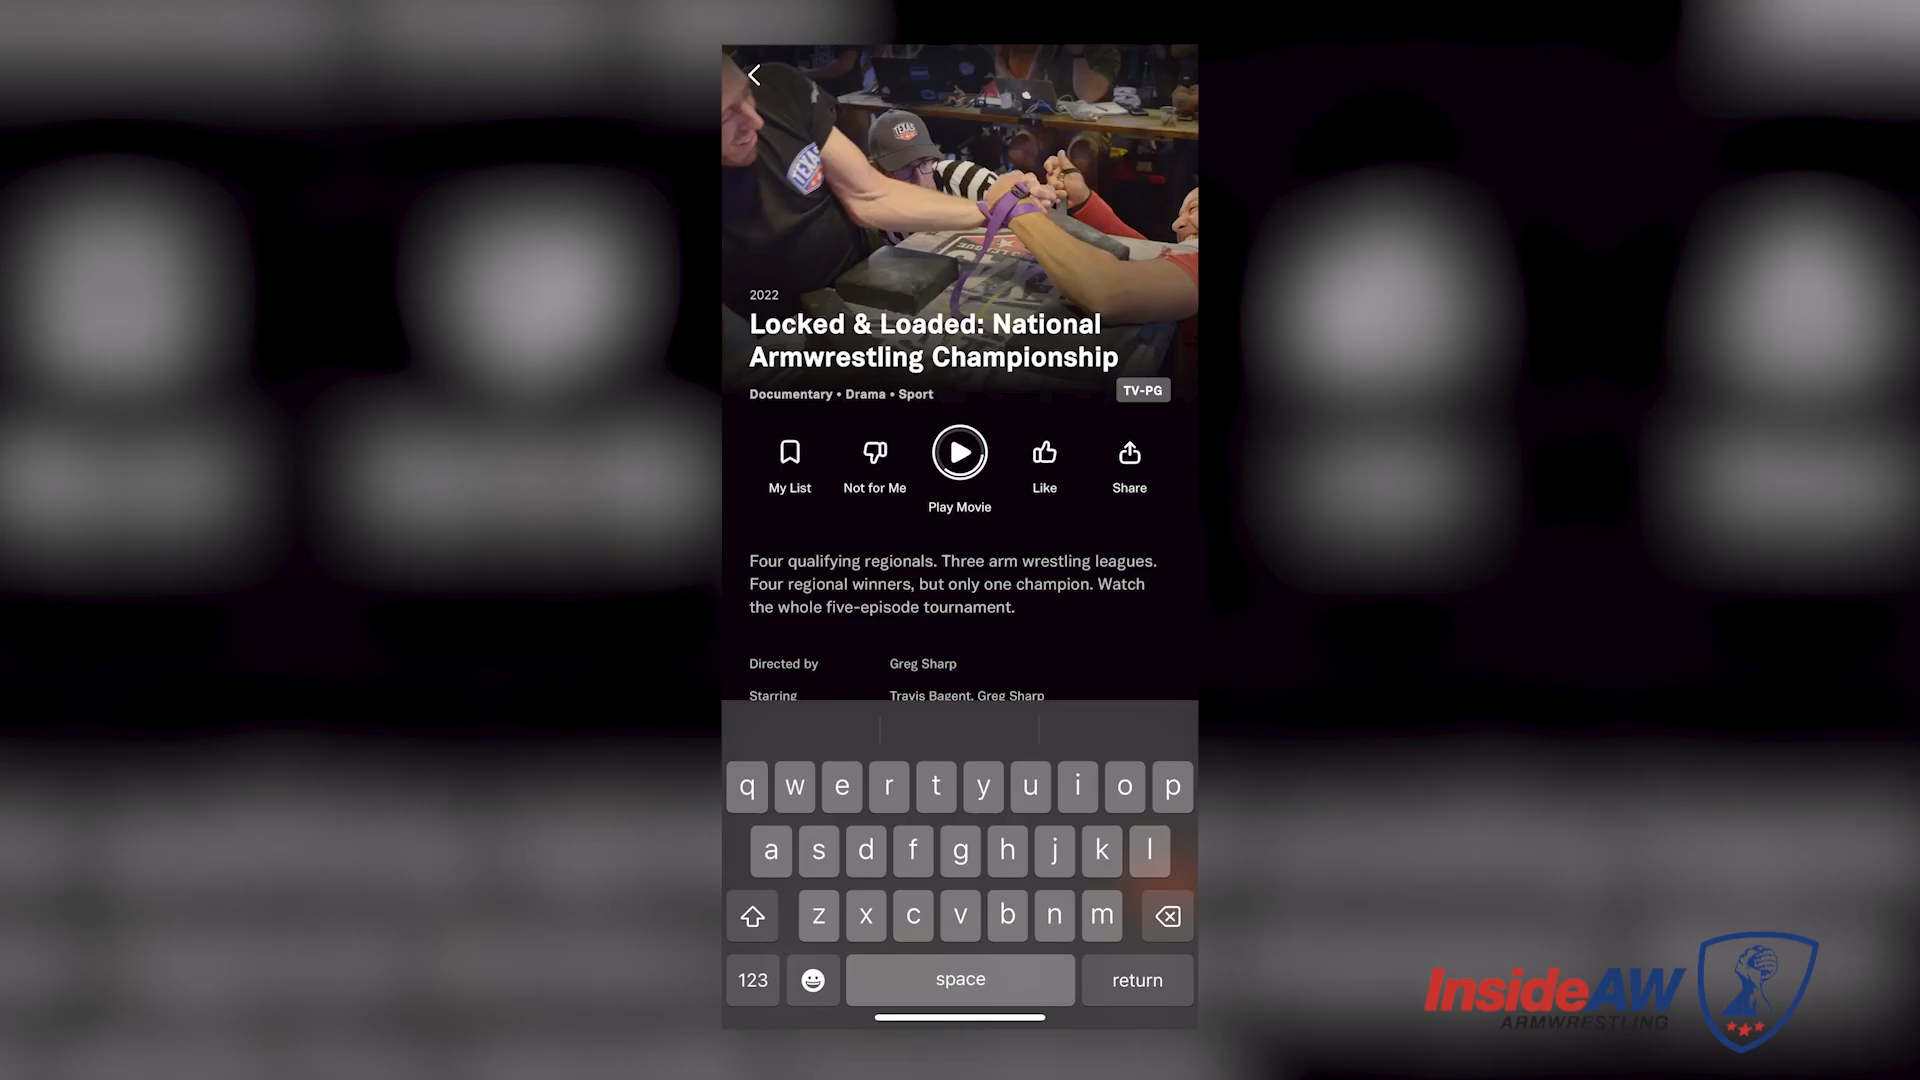 TEXAS
TEXAS
2022
Locked & Loaded: National
Armwrestling Championship
Documentary • Drama • Sport
TV-PG
My List
Not for Me
Play Movie
Like
Share
Four qualifying regionals. Three arm wrestling leagues.
Four regional winners, but only one champion. Watch
the whole five-episode tournament.
Directed by Greg Sharp
Starring Travis Bagent, Greg Sharp
q w e r t y u i o p
a s d f g h j k l
z x c v b n m
123 space return
InsideAW
ARMWRESTLING